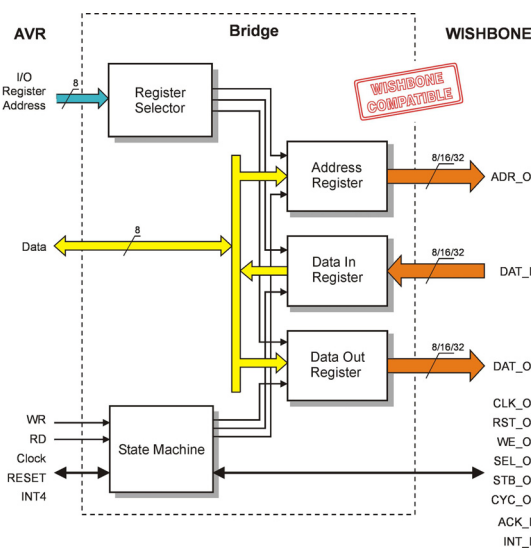 AVR
Bridge
WISHBONE
I/O
Register
Address
8
Register
Selector
WISHBONE
COMPATIBLE
Address
Register
8/16/32
ADR_O
Data
8
Data In
Register
8/16/32
DAT_I
Data Out
Register
8/16/32
DAT_O
WR
RD
Clock
RESET
INT4
State Machine
CLK_O
RST_O
WE_O
SEL_O
STB_O
CYC_O
ACK_I
INT_I